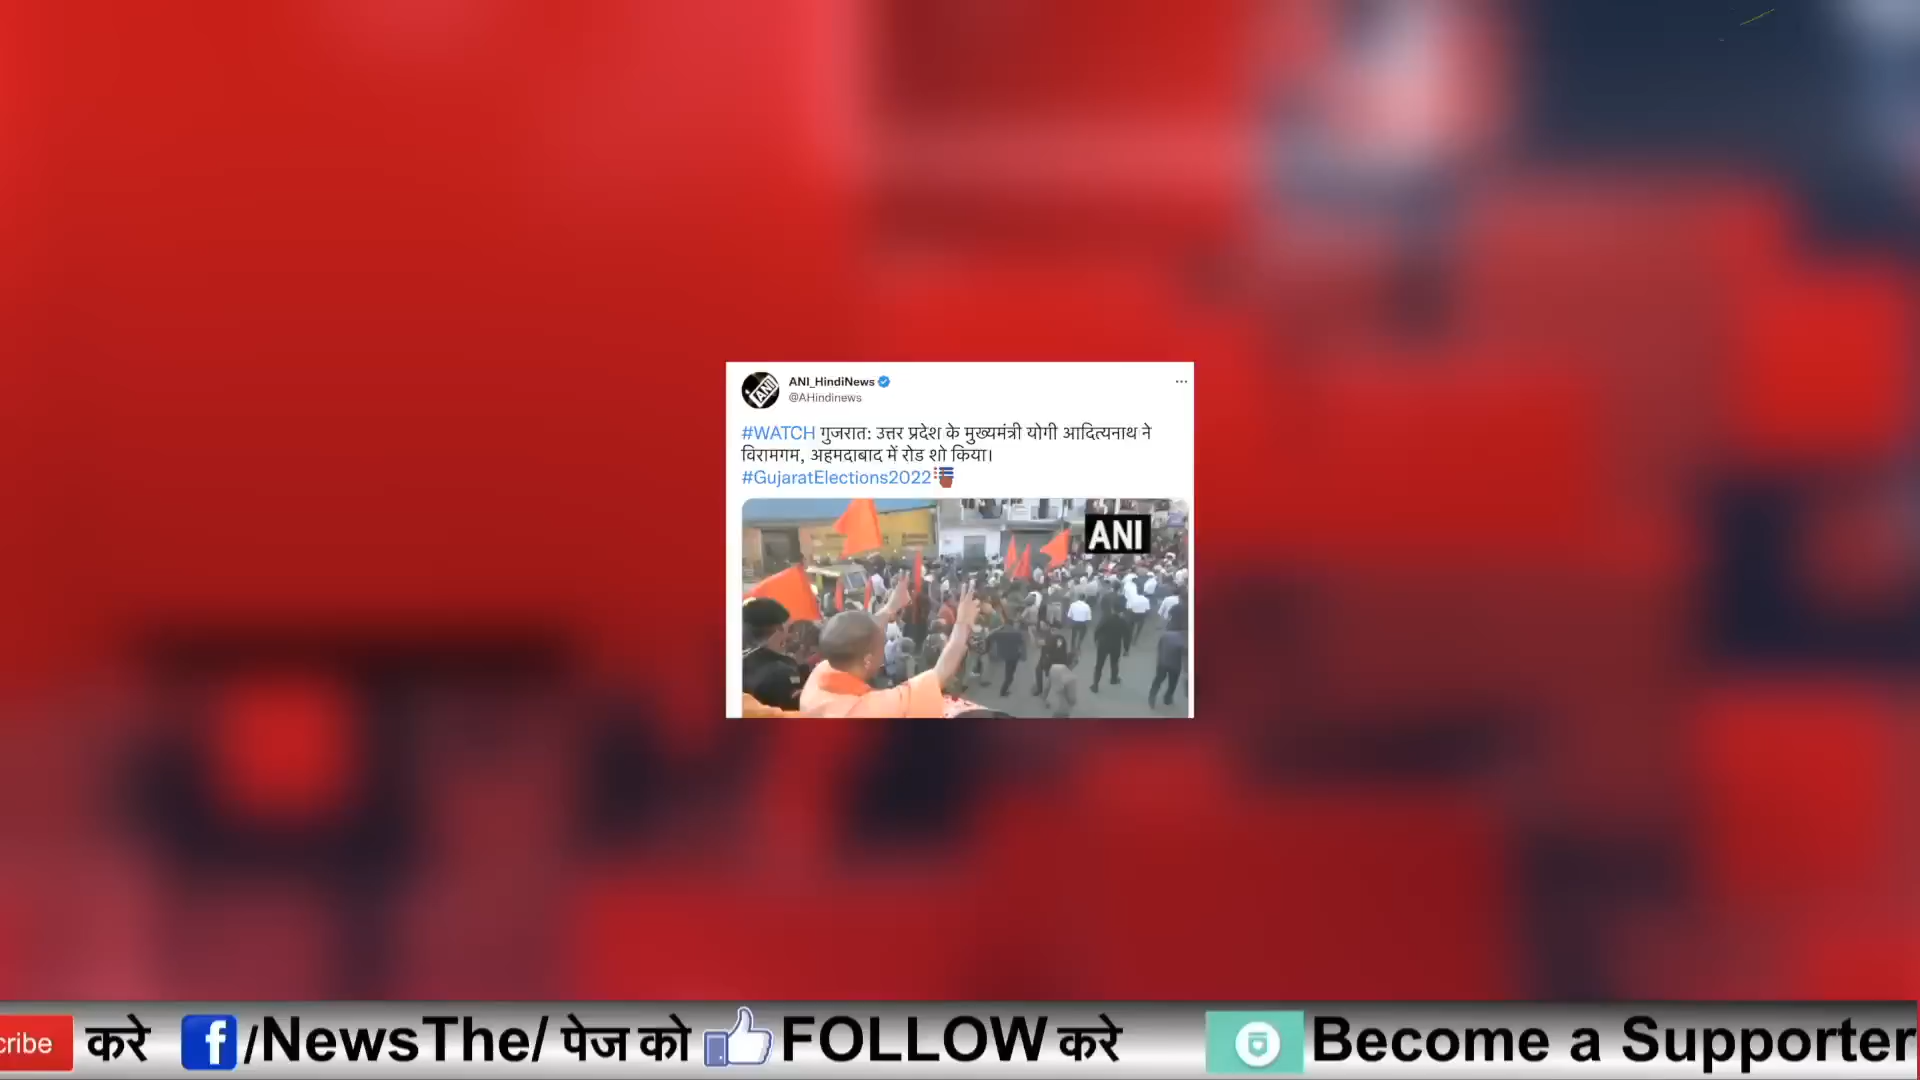 ANI_HindiNews
@AHindinews
#WATCH गुजरात: उत्तर प्रदेश के मुख्यमंत्री योगी आदित्यनाथ ने
विरामगम, अहमदाबाद में रोड शो किया।
#GujaratElections2022
ANI
cribe करे /NewsThe/ पेज को FOLLOW करे Become a Supporter